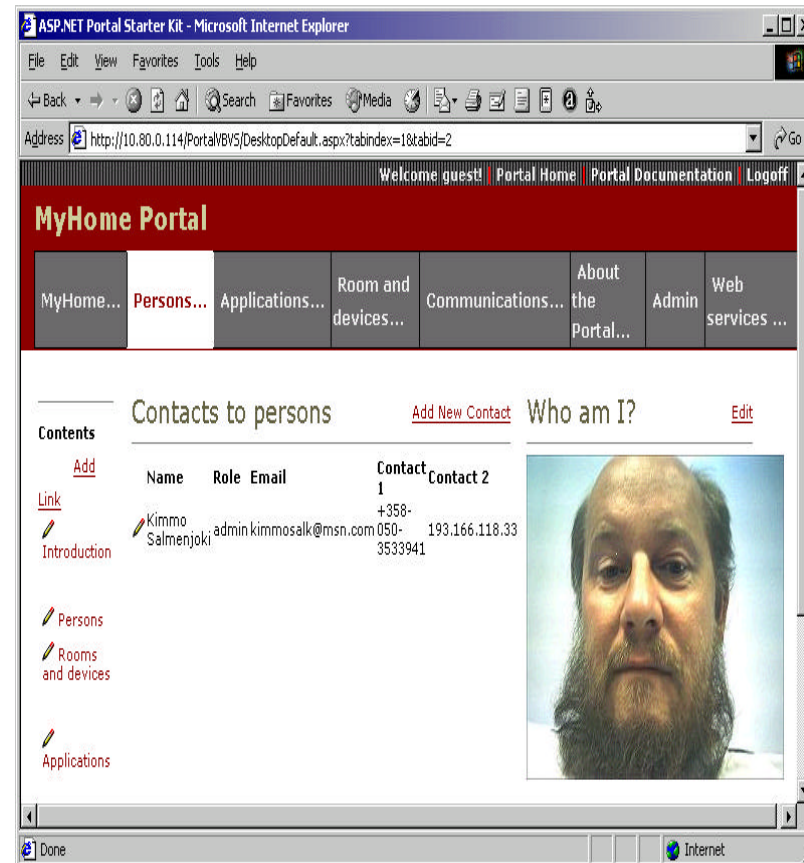 ASP.NET Portal Starter Kit - Microsoft Internet Explorer
File Edit View Favorites Tools Help
Back Search Favorites Media
Address http://10.80.0.114/PortalVBVS/DesktopDefault.aspx?tabindex=1&tabid=2 Go
Welcome guest! | Portal Home | Portal Documentation | Logoff
MyHome Portal
MyHome... Persons... Applications... Room and devices... Communications... About the Portal... Admin Web services ...
Contents
Add Link
Introduction
Persons
Rooms and devices
Applications
Contacts to persons Add New Contact
Name Role Email Contact 1 Contact 2
Kimmo Salmenjoki admin kimmosalk@msn.com +358-050-3533941 193.166.118.33
Who am I? Edit
Done Internet